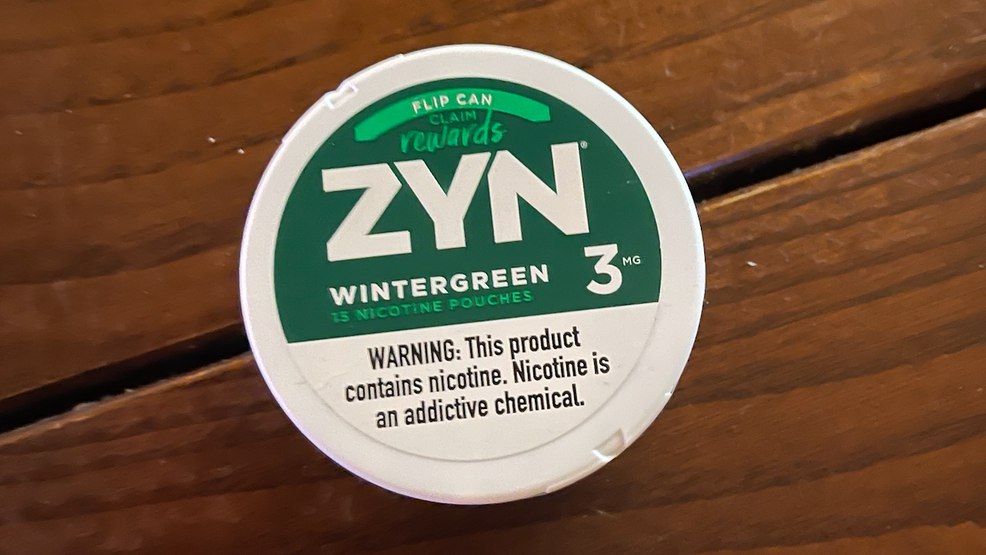 FLIP CAN
CLAIM
rewards
ZYN®
WINTERGREEN
15 NICOTINE POUCHES
3 MG
WARNING: This product
contains nicotine. Nicotine is
an addictive chemical.